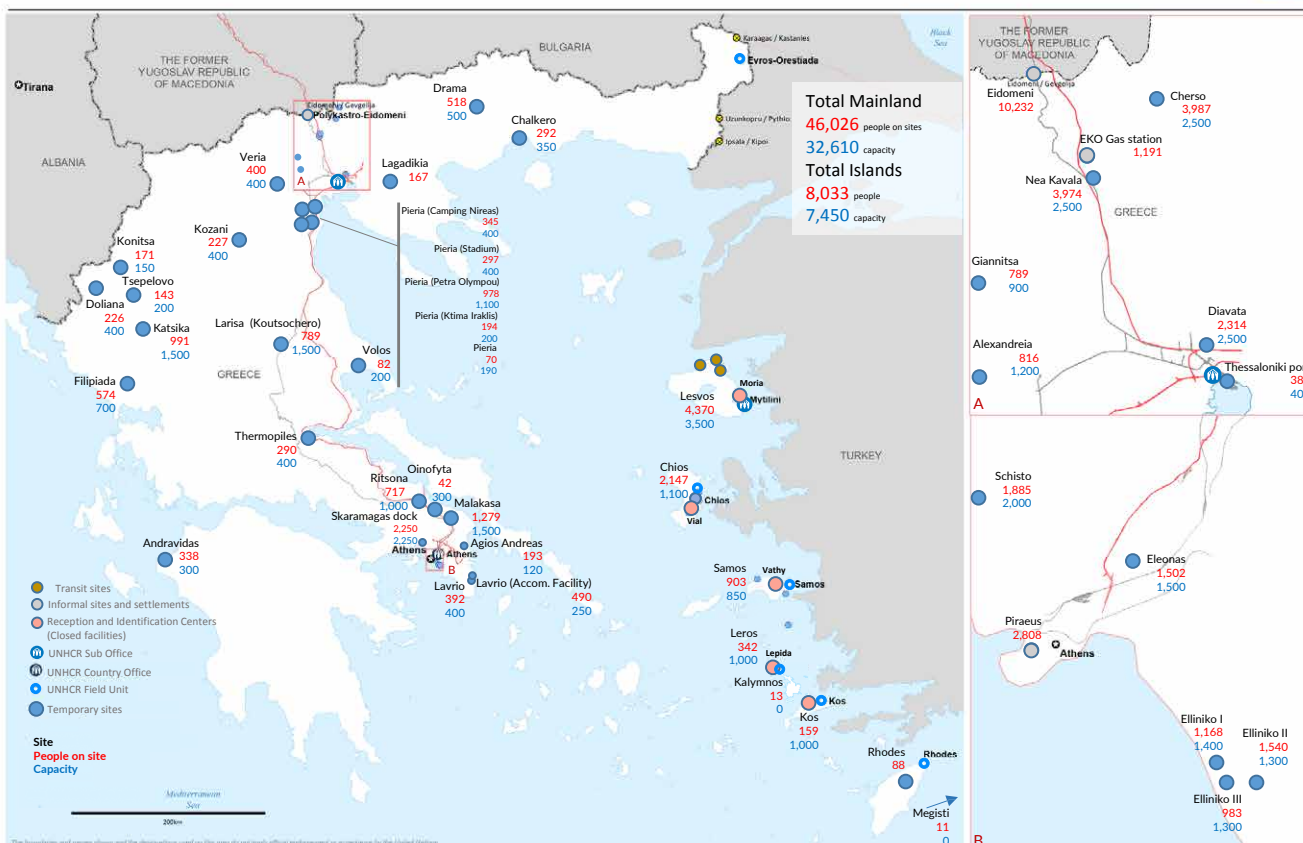 THE FORMER
YUGOSLAV REPUBLIC
OF MACEDONIA
BULGARIA
Black
Sea
Karaagac / Kastanies
Evros-Orestiada
Uzunkopru / Pythio
Ipsala / Kipoi
Tirana
ALBANIA
Total Mainland
46,026 people on sites
32,610 capacity
Total Islands
8,033 people
7,450 capacity
Drama
518
500
Chalkero
292
350
Eidomeni / Gevgelija
Polykastro-Eidomeni
A
Veria
400
400
Lagadikia
167
Kozani
227
400
Pieria (Camping Nireas)
345
400
Pieria (Stadium)
297
400
Pieria (Petra Olympou)
978
1,100
Pieria (Ktima Iraklis)
194
200
Pieria
70
190
Konitsa
171
150
Tsepelovo
143
200
Doliana
226
400
Katsika
991
1,500
Larisa (Koutsochero)
789
1,500
GREECE
Volos
82
200
Filipiada
574
700
Thermopiles
290
400
Oinofyta
42
300
Ritsona
717
1,000
Malakasa
1,279
1,500
Skaramagas dock
2,250
2,250
Athens
Athens
B
Agios Andreas
193
120
Lavrio
392
400
Lavrio (Accom. Facility)
490
250
Andravidas
338
300
Lesvos
4,370
3,500
Moria
Mytilini
TURKEY
Chios
2,147
1,100
Chios
Vial
Samos
903
850
Vathy
Samos
Leros
342
1,000
Lepida
Kalymnos
13
0
Kos
Kos
159
1,000
Rhodes
88
Rhodes
Megisti
11
0
Transit sites
Informal sites and settlements
Reception and Identification Centers
(Closed facilities)
UNHCR Sub Office
UNHCR Country Office
UNHCR Field Unit
Temporary sites
Site
People on site
Capacity
Mediterranean
Sea
200km
THE FORMER
YUGOSLAV REPUBLIC
OF MACEDONIA
Eidomeni / Gevgelija
Eidomeni
10,232
Cherso
3,987
2,500
EKO Gas station
1,191
Nea Kavala
3,974
2,500
GREECE
Giannitsa
789
900
Diavata
2,314
2,500
Alexandreia
816
1,200
Thessaloniki
A
Schisto
1,885
2,000
Eleonas
1,502
1,500
Piraeus
2,808
Athens
Elliniko I
1,168
1,400
Elliniko II
1,540
1,300
Elliniko III
983
1,300
B